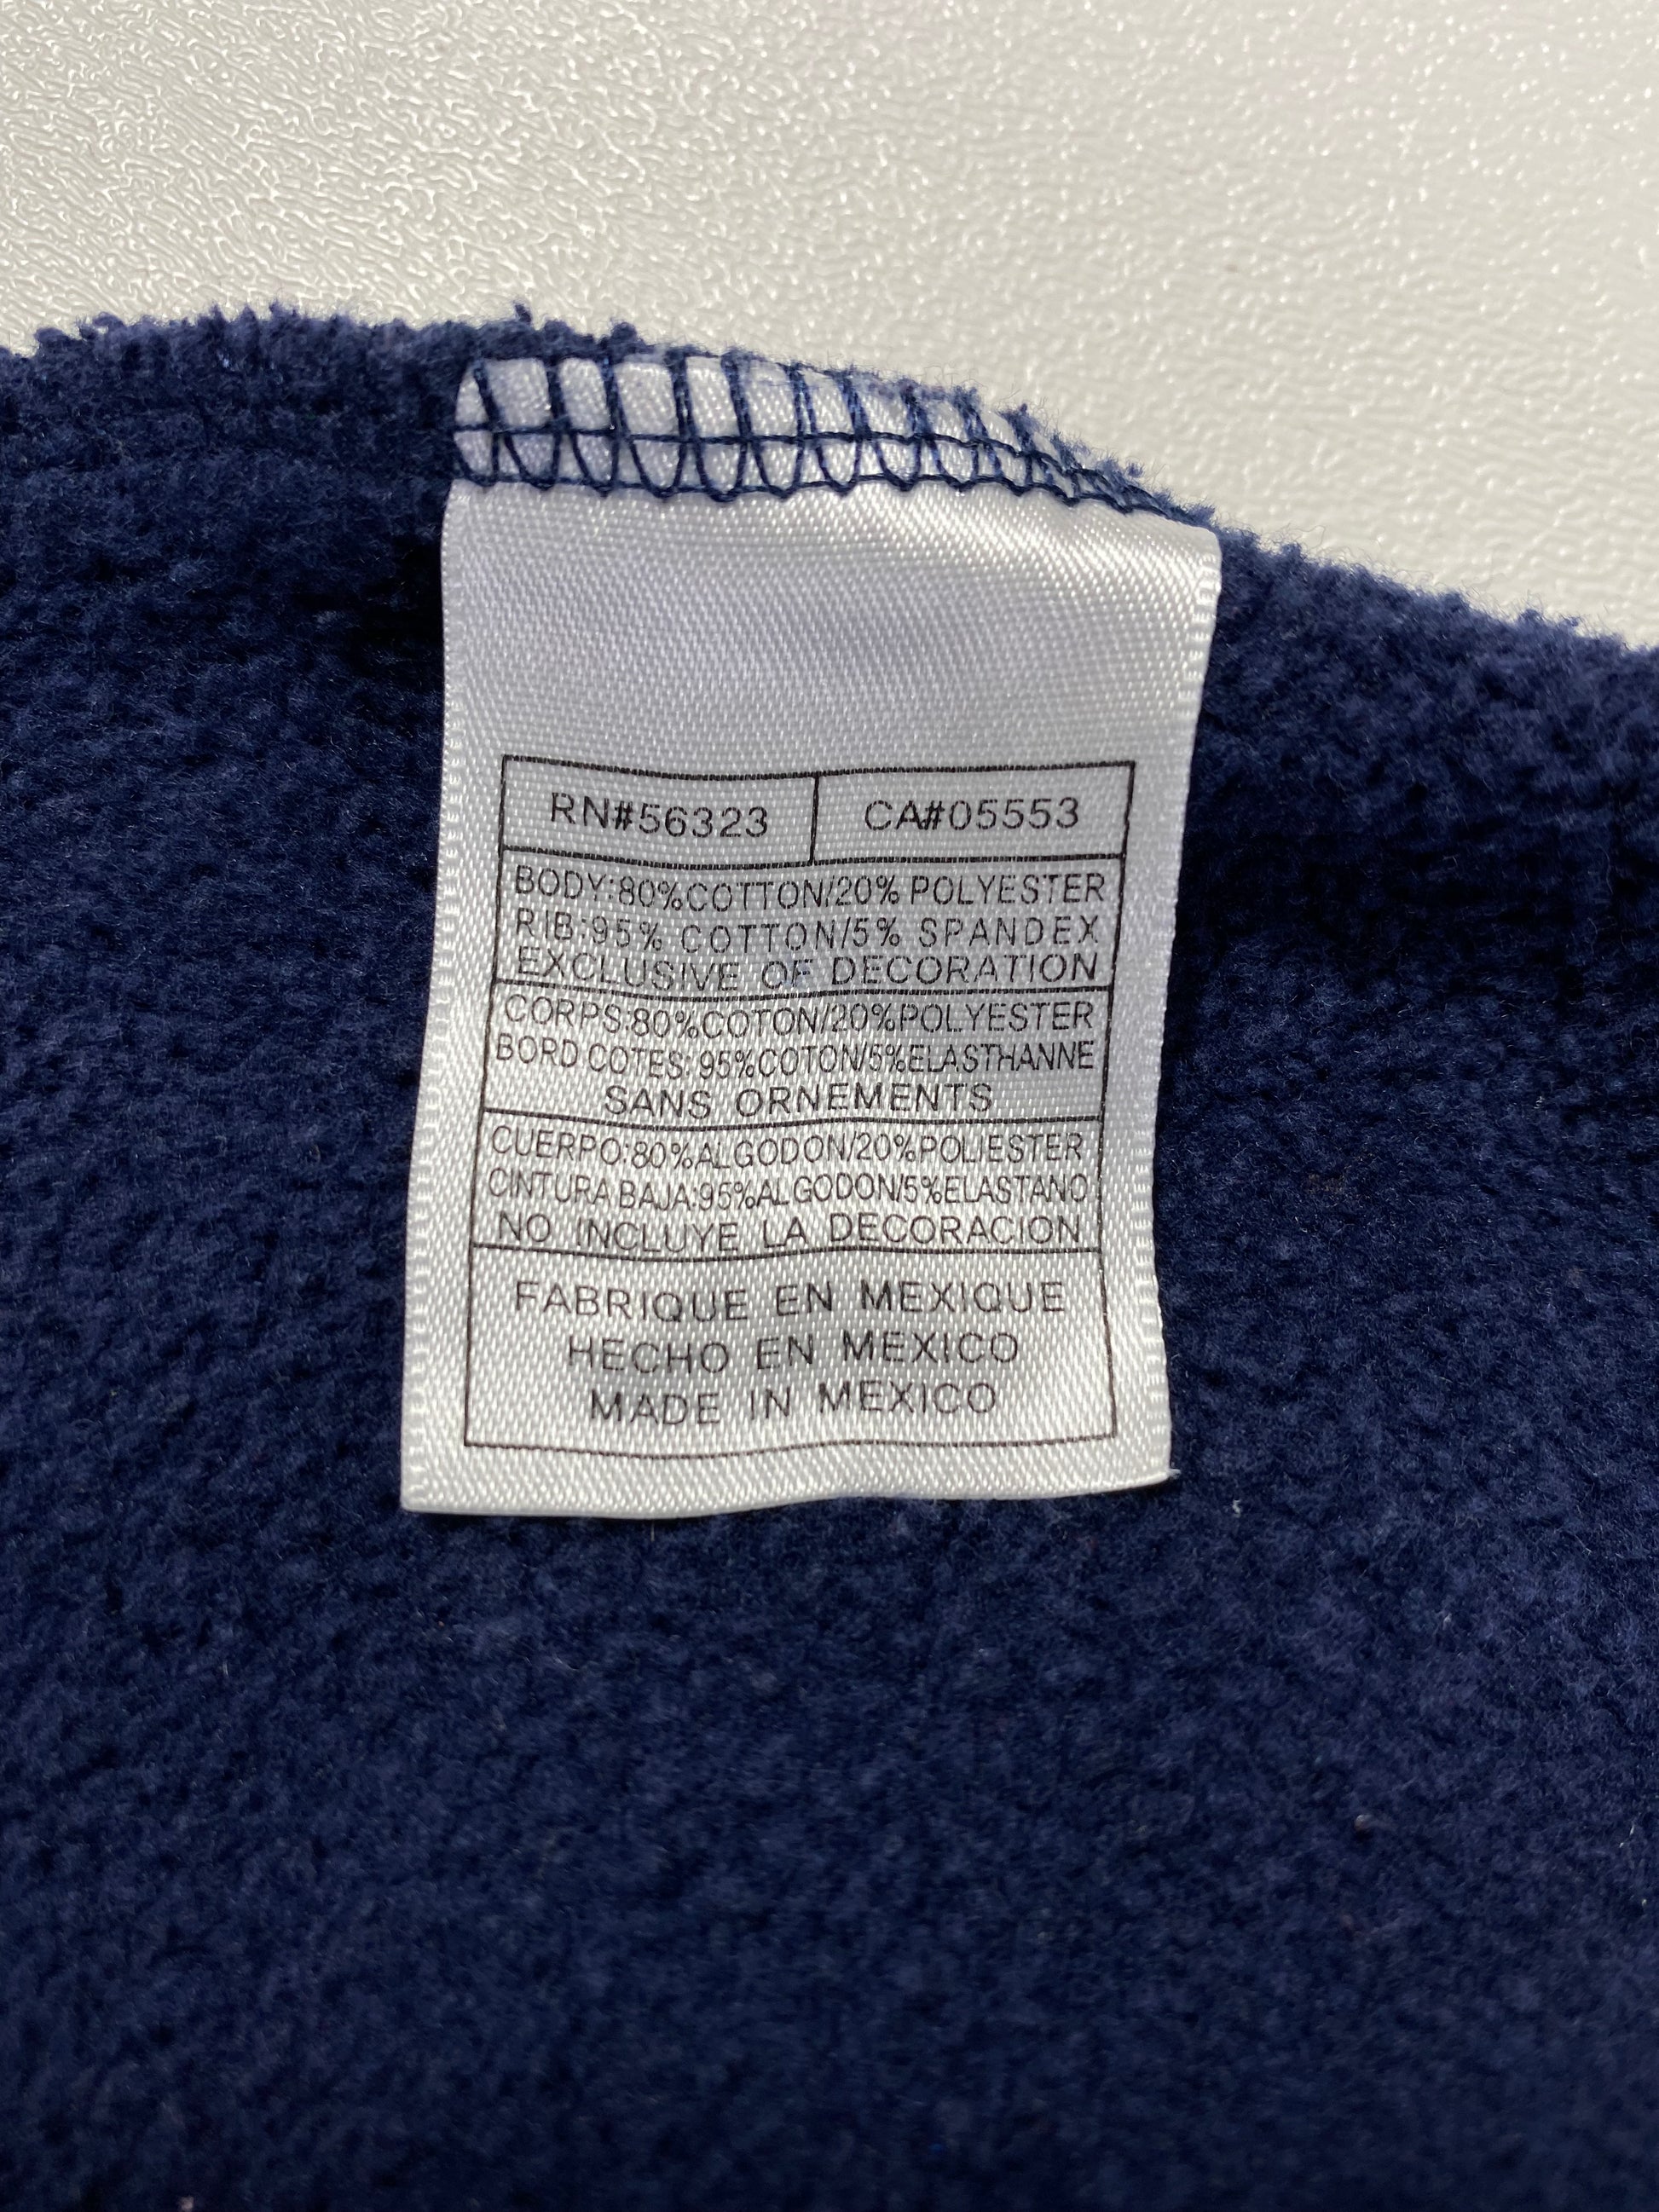 RN#56323 CA#05553
BODY:80%COTTON/20% POLYESTER
RIB:95% COTTON/5% SPANDEX
EXCLUSIVE OF DECORATION
CORPS:80%COTON/20%POLYESTER
BORD COTES: 95%COTON/5%ELASTHANNE
SANS ORNEMENTS
CUERPO:80%ALGODON/20%POLIESTER
CINTURA BAJA:95%ALGODON/5%ELASTANO
NO INCLUYE LA DECORACION
FABRIQUE EN MEXIQUE
HECHO EN MEXICO
MADE IN MEXICO